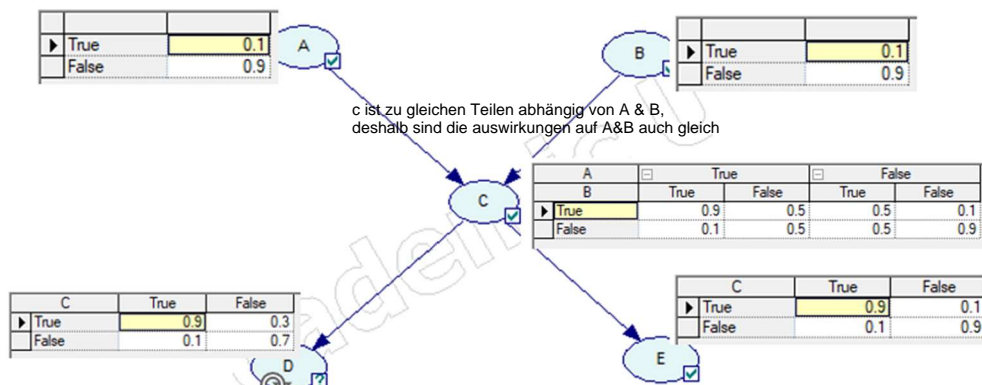 True 0.1
False 0.9
A
B
True 0.1
False 0.9
c ist zu gleichen Teilen abhängig von A & B,
deshalb sind die auswirkungen auf A&B auch gleich
C
A True False
B True False True False
True 0.9 0.5 0.5 0.1
False 0.1 0.5 0.5 0.9
C True False
True 0.9 0.3
False 0.1 0.7
D
C True False
True 0.9 0.1
False 0.1 0.9
E